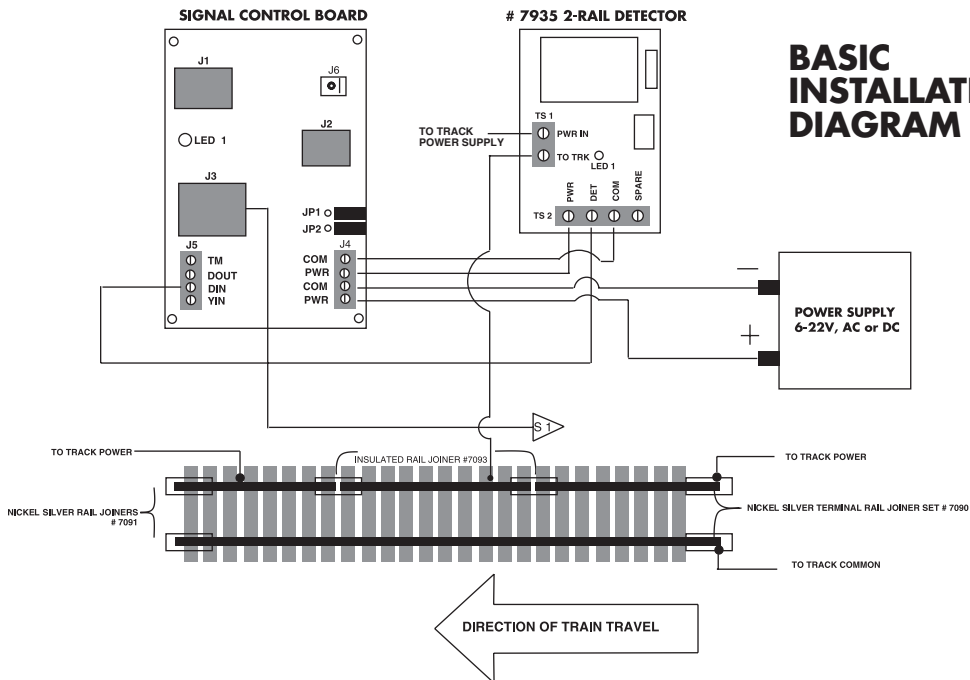 SIGNAL CONTROL BOARD
# 7935 2-RAIL DETECTOR
BASIC
INSTALLATI
DIAGRAM
J1
J6
LED 1
J2
J3
JP1
JP2
J5
TM
DOUT
DIN
YIN
J4
COM
PWR
COM
PWR
TO TRACK
POWER SUPPLY
TS 1
PWR IN
TO TRK
LED 1
PWR
DET
COM
SPARE
TS 2
POWER SUPPLY
6-22V, AC or DC
S 1
TO TRACK POWER
INSULATED RAIL JOINER #7093
TO TRACK POWER
NICKEL SILVER RAIL JOINERS
# 7091
NICKEL SILVER TERMINAL RAIL JOINER SET # 7090
TO TRACK COMMON
DIRECTION OF TRAIN TRAVEL